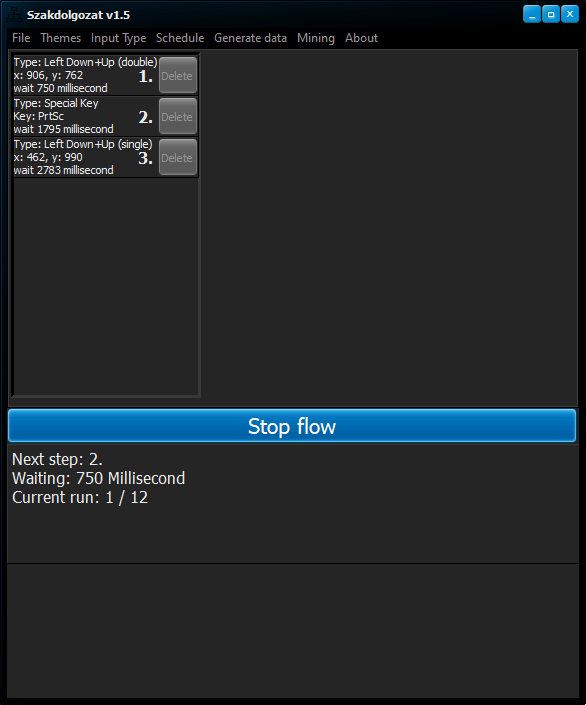 Szakdolgozat v1.5
File Themes Input Type Schedule Generate data Mining About
Type: Left Down+Up (double)
x: 906, y: 762
1.
Delete
wait 750 millisecond
Type: Special Key
Key: PrtSc
2.
Delete
wait 1795 millisecond
Type: Left Down+Up (single)
x: 462, y: 990
3.
Delete
wait 2783 millisecond
Stop flow
Next step: 2.
Waiting: 750 Millisecond
Current run: 1 / 12